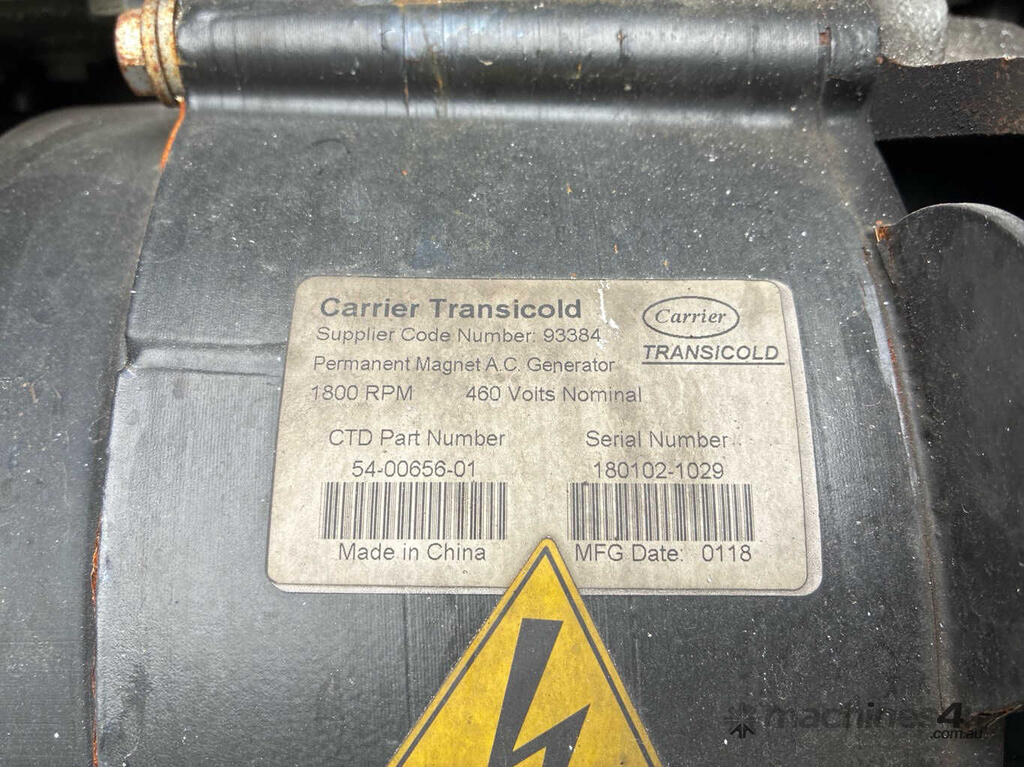 Carrier Transicold
Supplier Code Number: 93384
Permanent Magnet A.C. Generator
1800 RPM 460 Volts Nominal
Carrier
TRANSICOLD
CTD Part Number Serial Number
54-00656-01 180102-1029
Made in China MFG Date: 0118
machines4u
.com.au